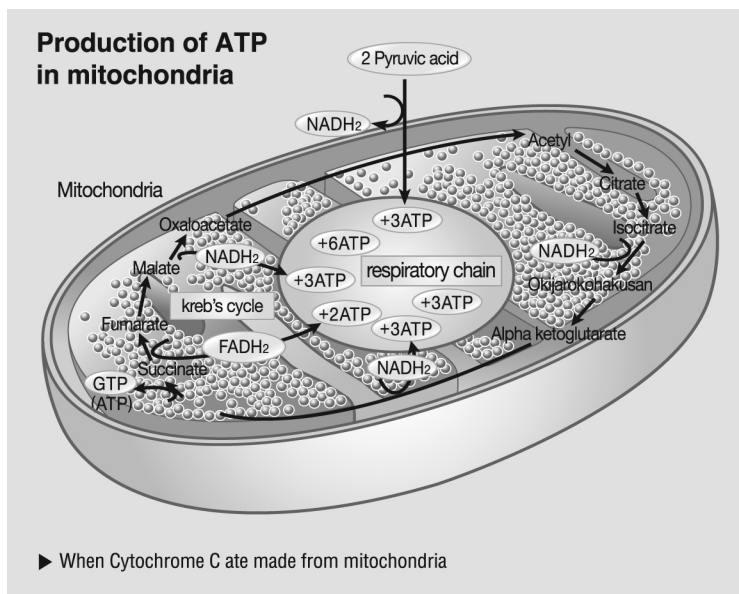 Production of ATP
in mitochondria
2 Pyruvic acid
NADH2
Mitochondria
Acetyl
Citrate
Isocitrate
NADH2
Okijarokohakusan
Alpha ketoglutarate
Oxaloacetate
NADH2
Malate
kreb's cycle
Fumarate
FADH2
Succinate
GTP
(ATP)
+3ATP
+6ATP
respiratory chain
+3ATP
+3ATP
+2ATP
+3ATP
NADH2
▶ When Cytochrome C ate made from mitochondria